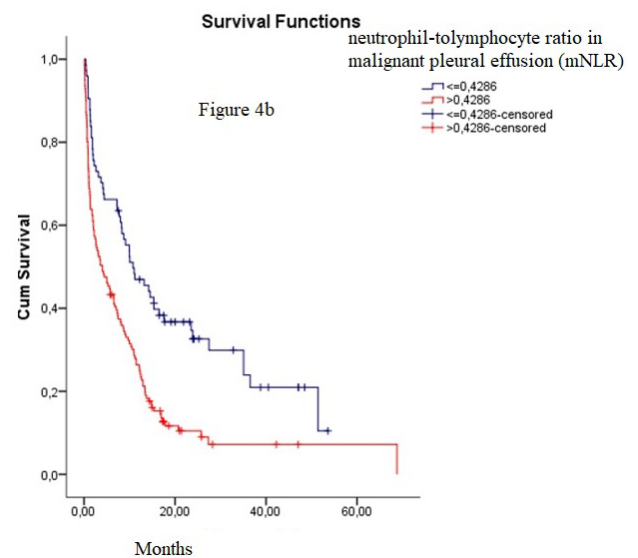 Survival Functions
neutrophil-tolymphocyte ratio in
malignant pleural effusion (mNLR)
<=0,4286
>0,4286
<=0,4286-censored
>0,4286-censored
Figure 4b
1,0
0,8
0,6
0,4
0,2
0,0
Cum Survival
0,00 20,00 40,00 60,00
Months